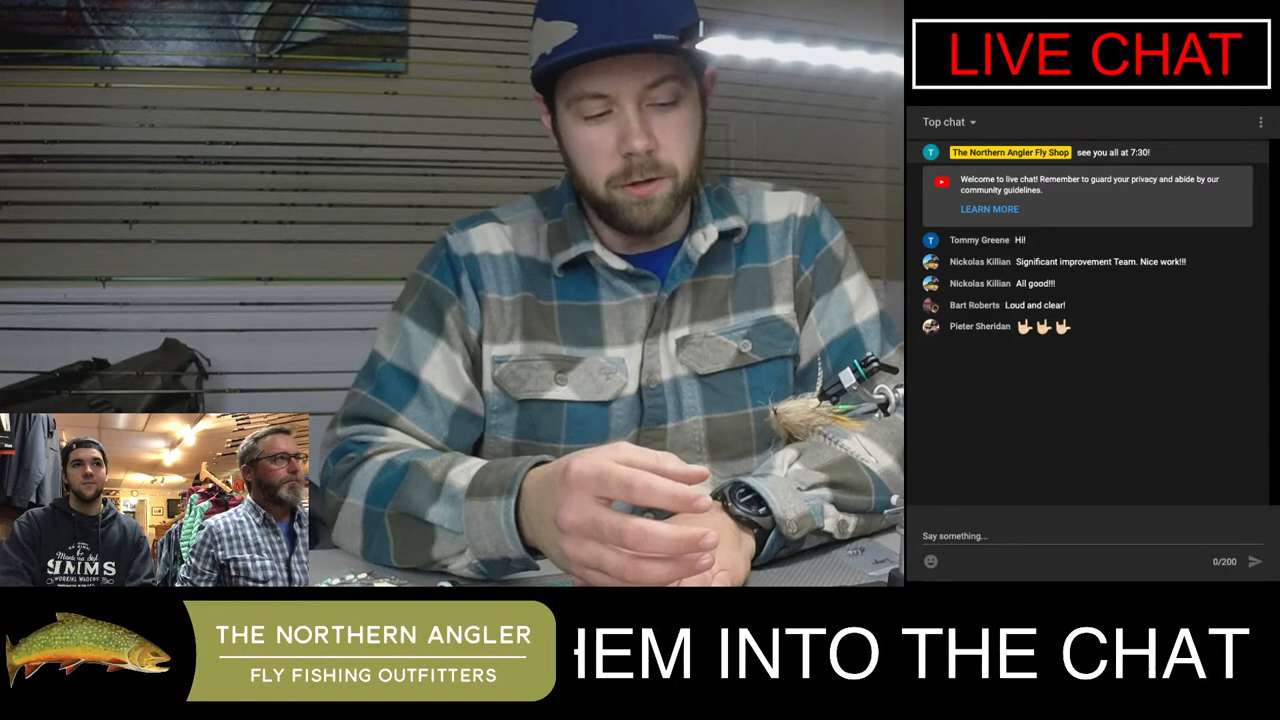 LIVE CHAT
Top chat
T The Northern Angler Fly Shop see you all at 7:30!
Welcome to live chat! Remember to guard your privacy and abide by our
community guidelines.
LEARN MORE
T Tommy Greene Hi!
Nickolas Killian Significant improvement Team. Nice work!!!
Nickolas Killian All good!!!
Bart Roberts Loud and clear!
Pieter Sheridan 🤟🏻🤟🏻🤟🏻
Say something...
0/200
SIMMS
WORKING WADERS
THE NORTHERN ANGLER
FLY FISHING OUTFITTERS
HEM INTO THE CHAT